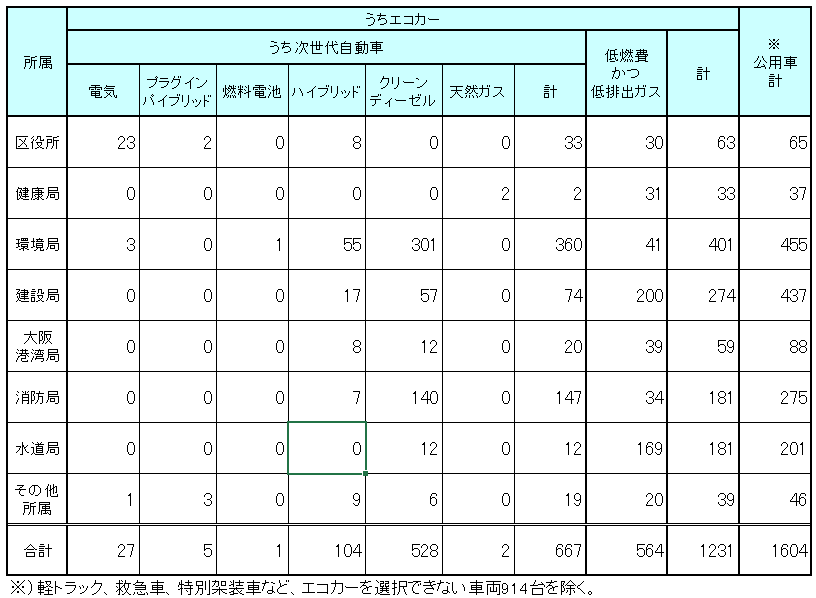 所属 うちエコカー ※公用車計
うち次世代自動車 低燃費かつ低排出ガス 計
電気 プラグインハイブリッド 燃料電池 ハイブリッド クリーンディーゼル 天然ガス 計
区役所 23 2 0 8 0 0 33 30 63 65
健康局 0 0 0 0 0 2 2 31 33 37
環境局 3 0 1 55 301 0 360 41 401 455
建設局 0 0 0 17 57 0 74 200 274 437
大阪港湾局 0 0 0 8 12 0 20 39 59 88
消防局 0 0 0 7 140 0 147 34 181 275
水道局 0 0 0 0 12 0 12 169 181 201
その他所属 1 3 0 9 6 0 19 20 39 46
合計 27 5 1 104 528 2 667 564 1231 1604
※）軽トラック、救急車、特別架装車など、エコカーを選択できない車両914台を除く。